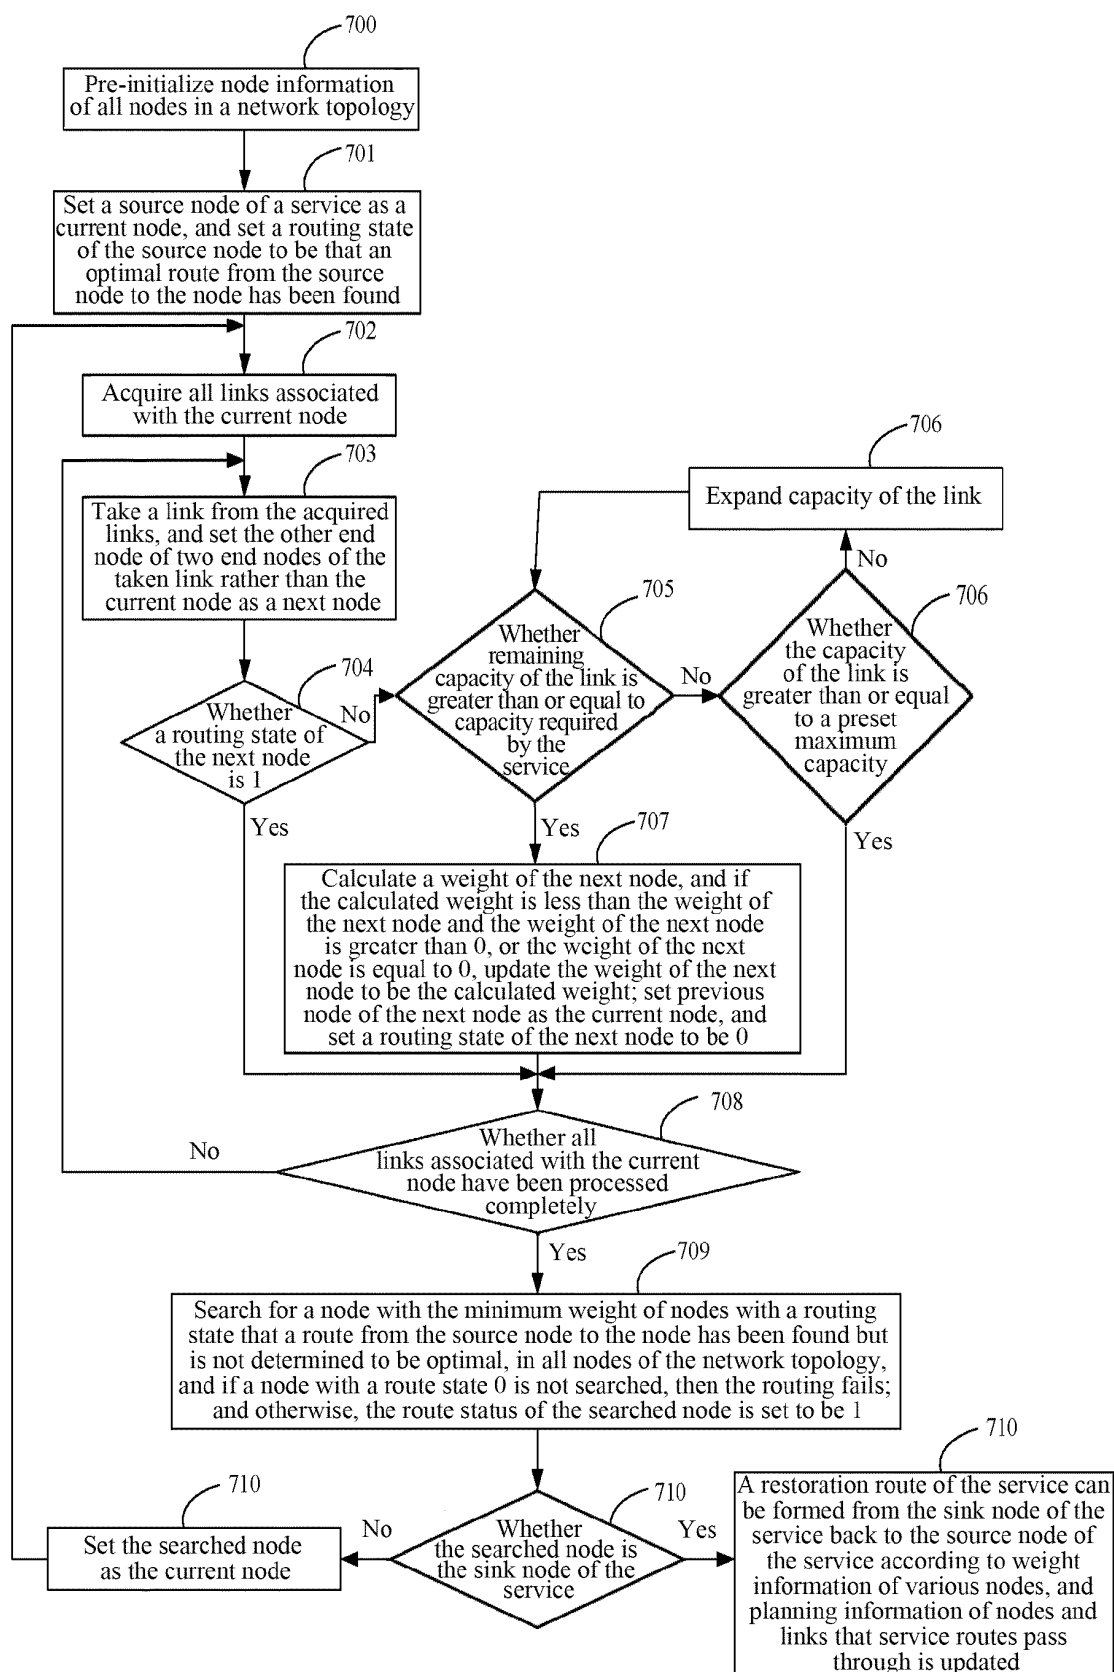 700
Pre-initialize node information
of all nodes in a network topology
701
Set a source node of a service as a
current node, and set a routing state
of the source node to be that an
optimal route from the source
node to the node has been found
702
Acquire all links associated
with the current node
703
Take a link from the acquired
links, and set the other end
node of two end nodes of the
taken link rather than the
current node as a next node
706
Expand capacity of the link
No
704
Whether
a routing state of
the next node
is 1
No
Yes
705
Whether
remaining
capacity of the link is
greater than or equal to
capacity required
by the
service
No
Yes
706
Whether
the capacity
of the link is
greater than or equal
to a preset
maximum
capacity
Yes
707
Calculate a weight of the next node, and if
the calculated weight is less than the weight of
the next node and the weight of the next node
is greater than 0, or the weight of the next
node is equal to 0, update the weight of the next
node to be the calculated weight; set previous
node of the next node as the current node, and
set a routing state of the next node to be 0
708
Whether all
links associated with the current
node have been processed
completely
No
Yes
709
Search for a node with the minimum weight of nodes with a routing
state that a route from the source node to the node has been found but
is not determined to be optimal, in all nodes of the network topology,
and if a node with a route state 0 is not searched, then the routing fails;
and otherwise, the route status of the searched node is set to be 1
710
Set the searched node
as the current node
No
710
Whether
the searched node is
the sink node of the
service
Yes
710
A restoration route of the service can
be formed from the sink node of the
service back to the source node of
the service according to weight
information of various nodes, and
planning information of nodes and
links that service routes pass
through is updated